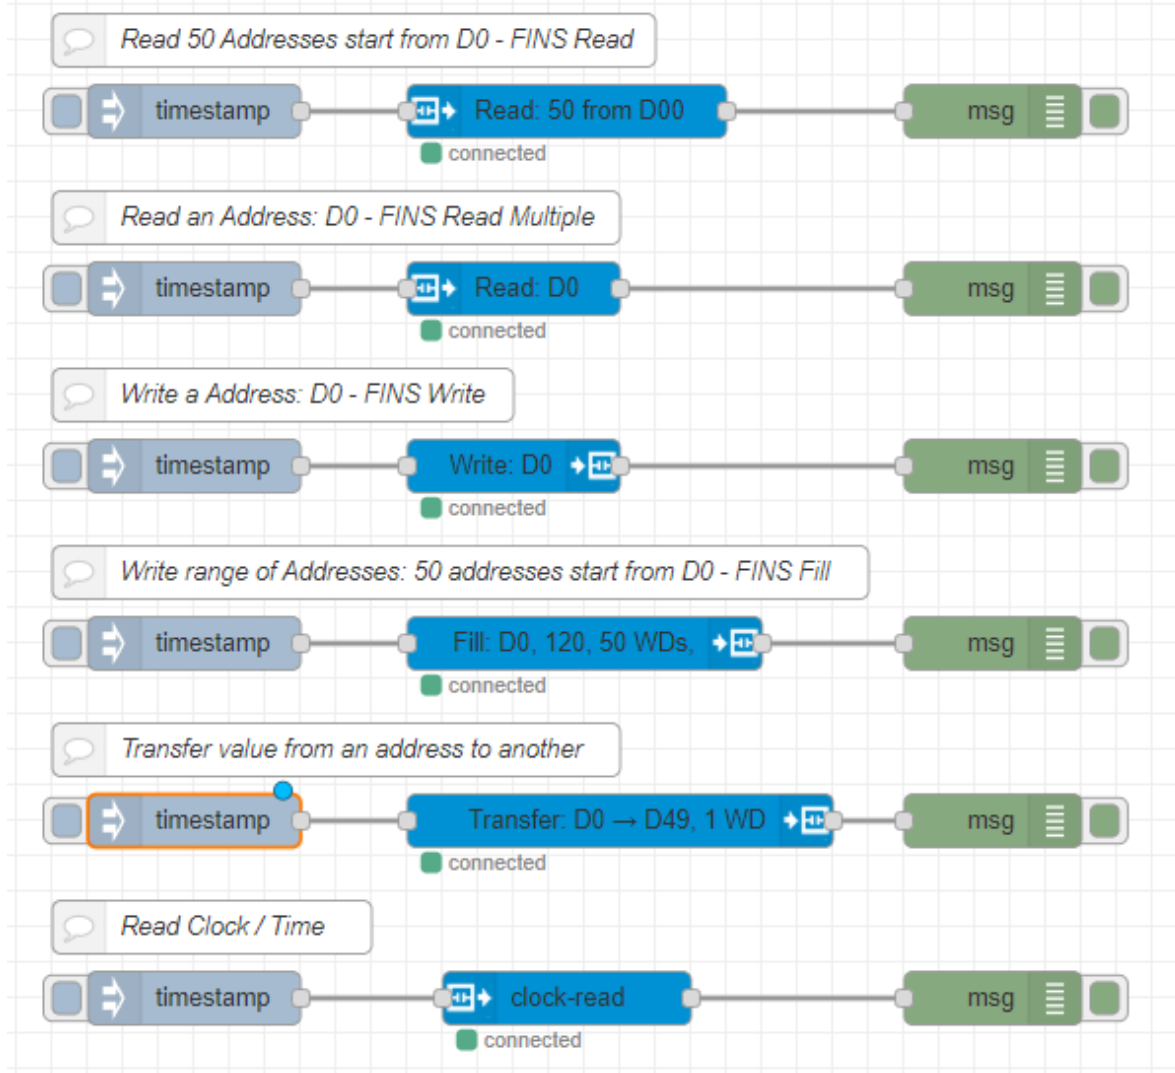 Read 50 Addresses start from D0 - FINS Read
timestamp
Read: 50 from D00
msg
connected
Read an Address: D0 - FINS Read Multiple
timestamp
Read: D0
msg
connected
Write a Address: D0 - FINS Write
timestamp
Write: D0
msg
connected
Write range of Addresses: 50 addresses start from D0 - FINS Fill
timestamp
Fill: D0, 120, 50 WDs,
msg
connected
Transfer value from an address to another
timestamp
Transfer: D0 → D49, 1 WD
msg
connected
Read Clock / Time
timestamp
clock-read
msg
connected